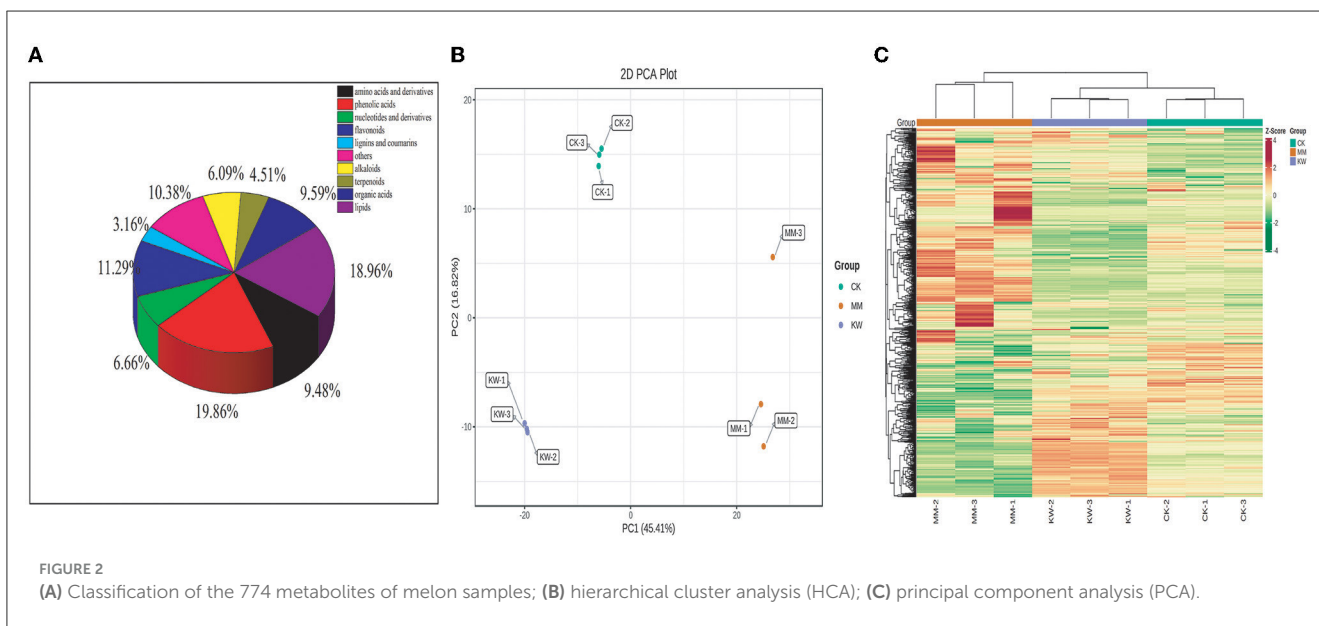 A
amino acids and derivatives
phenolic acids
nucleotides and derivatives
flavonoids
lignins and coumarins
others
alkaloids
terpenoids
organic acids
lipids
6.09%
4.51%
10.38%
9.59%
3.16%
11.29%
18.96%
6.66%
9.48%
19.86%
B
2D PCA Plot
20
10
0
-10
PC2 (16.82%)
CK-2
CK-3
CK-1
MM-3
KW-1
KW-3
KW-2
MM-1
MM-2
-20
0
20
PC1 (45.41%)
Group
CK
MM
KW
C
Group
Z-Score
4
2
0
-2
-4
Group
CK
MM
KW
MM-2
MM-3
MM-1
KW-2
KW-3
KW-1
CK-2
CK-1
CK-3
FIGURE 2
(A) Classification of the 774 metabolites of melon samples; (B) hierarchical cluster analysis (HCA); (C) principal component analysis (PCA).